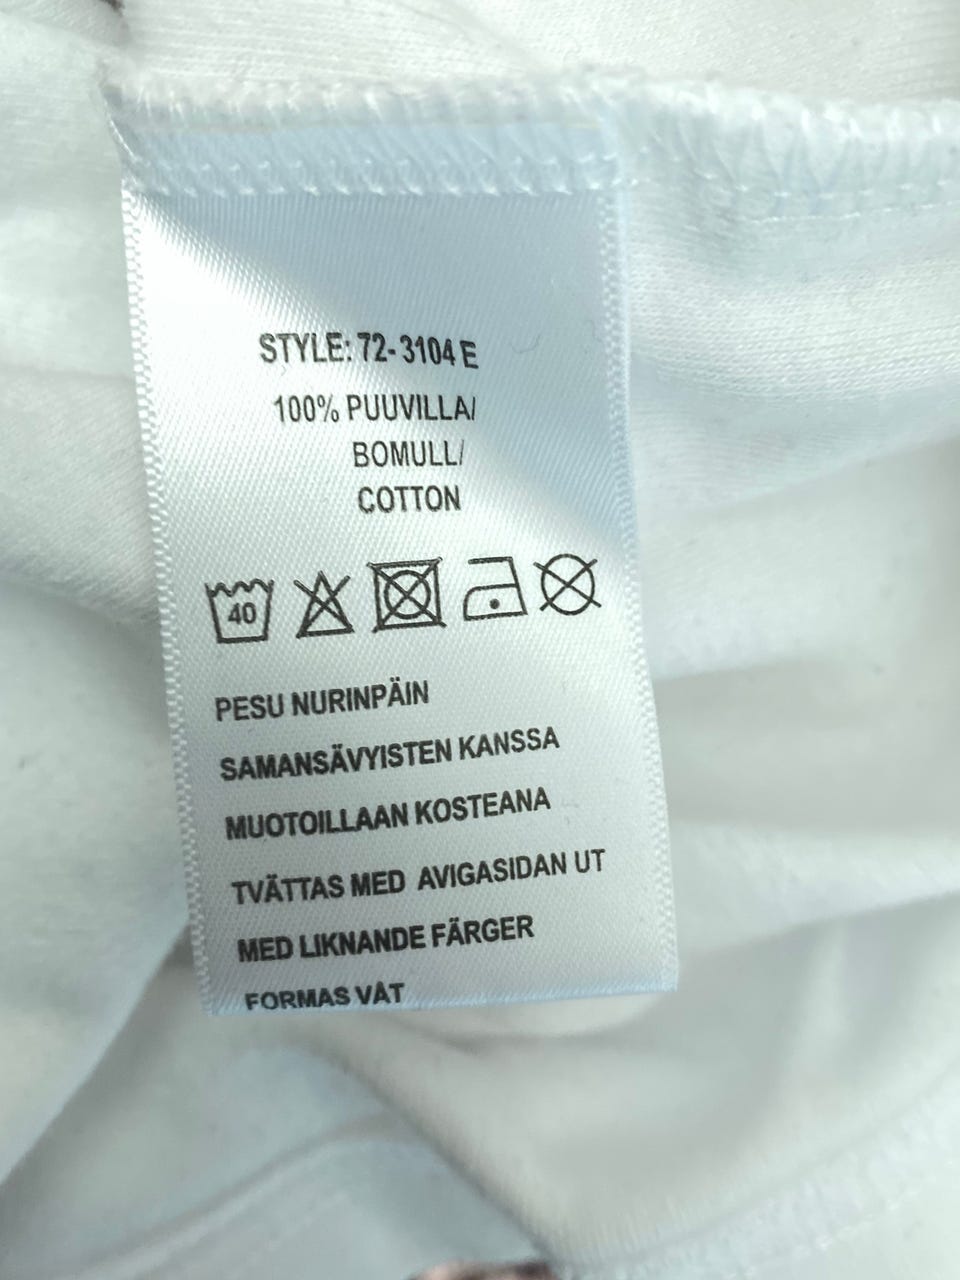 STYLE: 72-3104 E
100% PUUVILLA/
BOMULL/
COTTON
40
PESU NURINPÄIN
SAMANSÄVYISTEN KANSSA
MUOTOILLAAN KOSTEANA
TVÄTTAS MED AVIGASIDAN UT
MED LIKNANDE FÄRGER
FORMAS VÅT